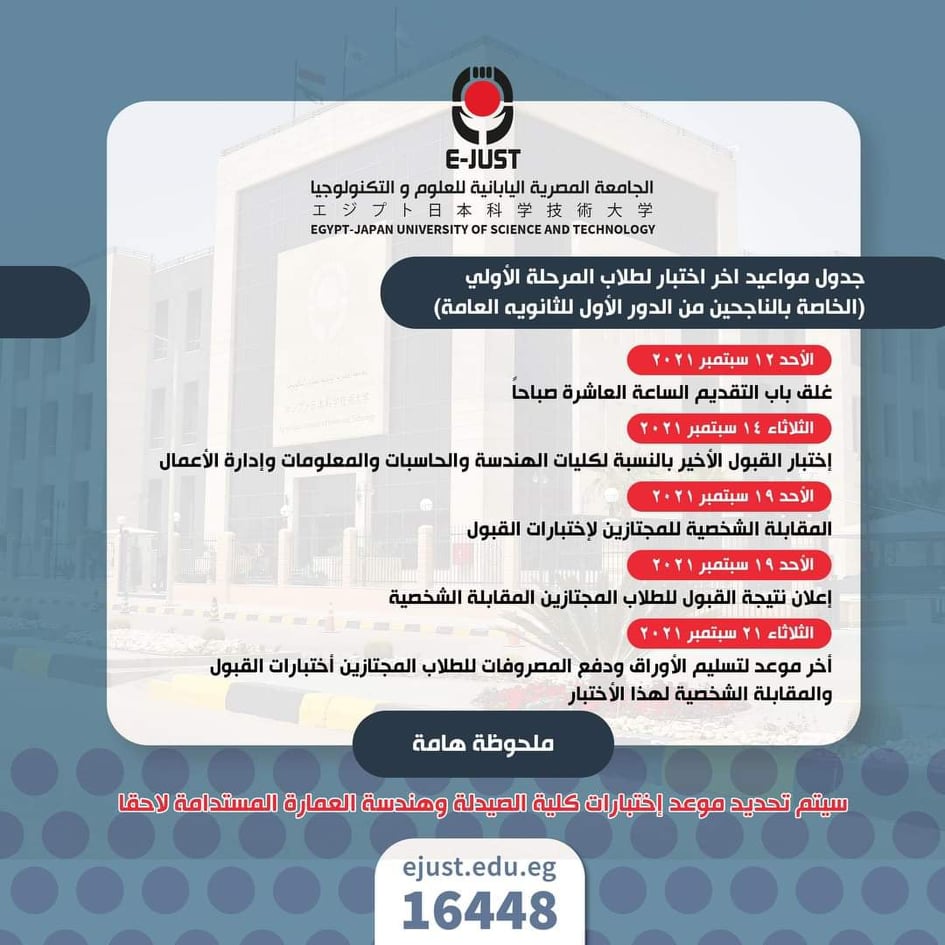 E-JUST
الجامعة المصرية اليابانية للعلوم و التكنولوجيا
エジプト日本科学技術大学
EGYPT-JAPAN UNIVERSITY OF SCIENCE AND TECHNOLOGY
جدول مواعيد اخر اختبار لطلاب المرحلة الأولي
(الخاصة بالناجحين من الدور الأول للثانويه العامة)
الأحد ١٢ سبتمبر ٢٠٢١
غلق باب التقديم الساعة العاشرة صباحاً
الثلاثاء ١٤ سبتمبر ٢٠٢١
إختبار القبول الأخير بالنسبة لكليات الهندسة والحاسبات والمعلومات وإدارة الأعمال
الأحد ١٩ سبتمبر ٢٠٢١
المقابلة الشخصية للمجتازين لإختبارات القبول
الأحد ١٩ سبتمبر ٢٠٢١
إعلان نتيجة القبول للطلاب المجتازين المقابلة الشخصية
الثلاثاء ٢١ سبتمبر ٢٠٢١
أخر موعد لتسليم الأوراق ودفع المصروفات للطلاب المجتازين أختبارات القبول
والمقابلة الشخصية لهذا الأختبار
ملحوظة هامة
سيتم تحديد موعد إختبارات كلية الصيدلة وهندسة العمارة المستدامة لاحقا
ejust.edu.eg
16448